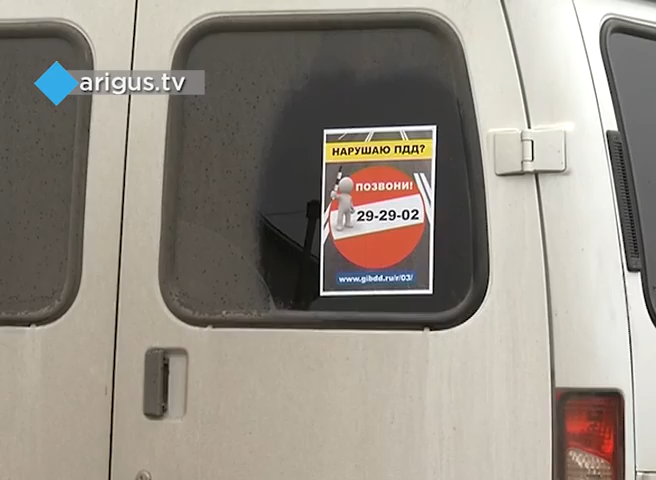 arigus.tv
НАРУШАЮ ПДД?
ПОЗВОНИ!
29-29-02
www.gibdd.ru/r/03/